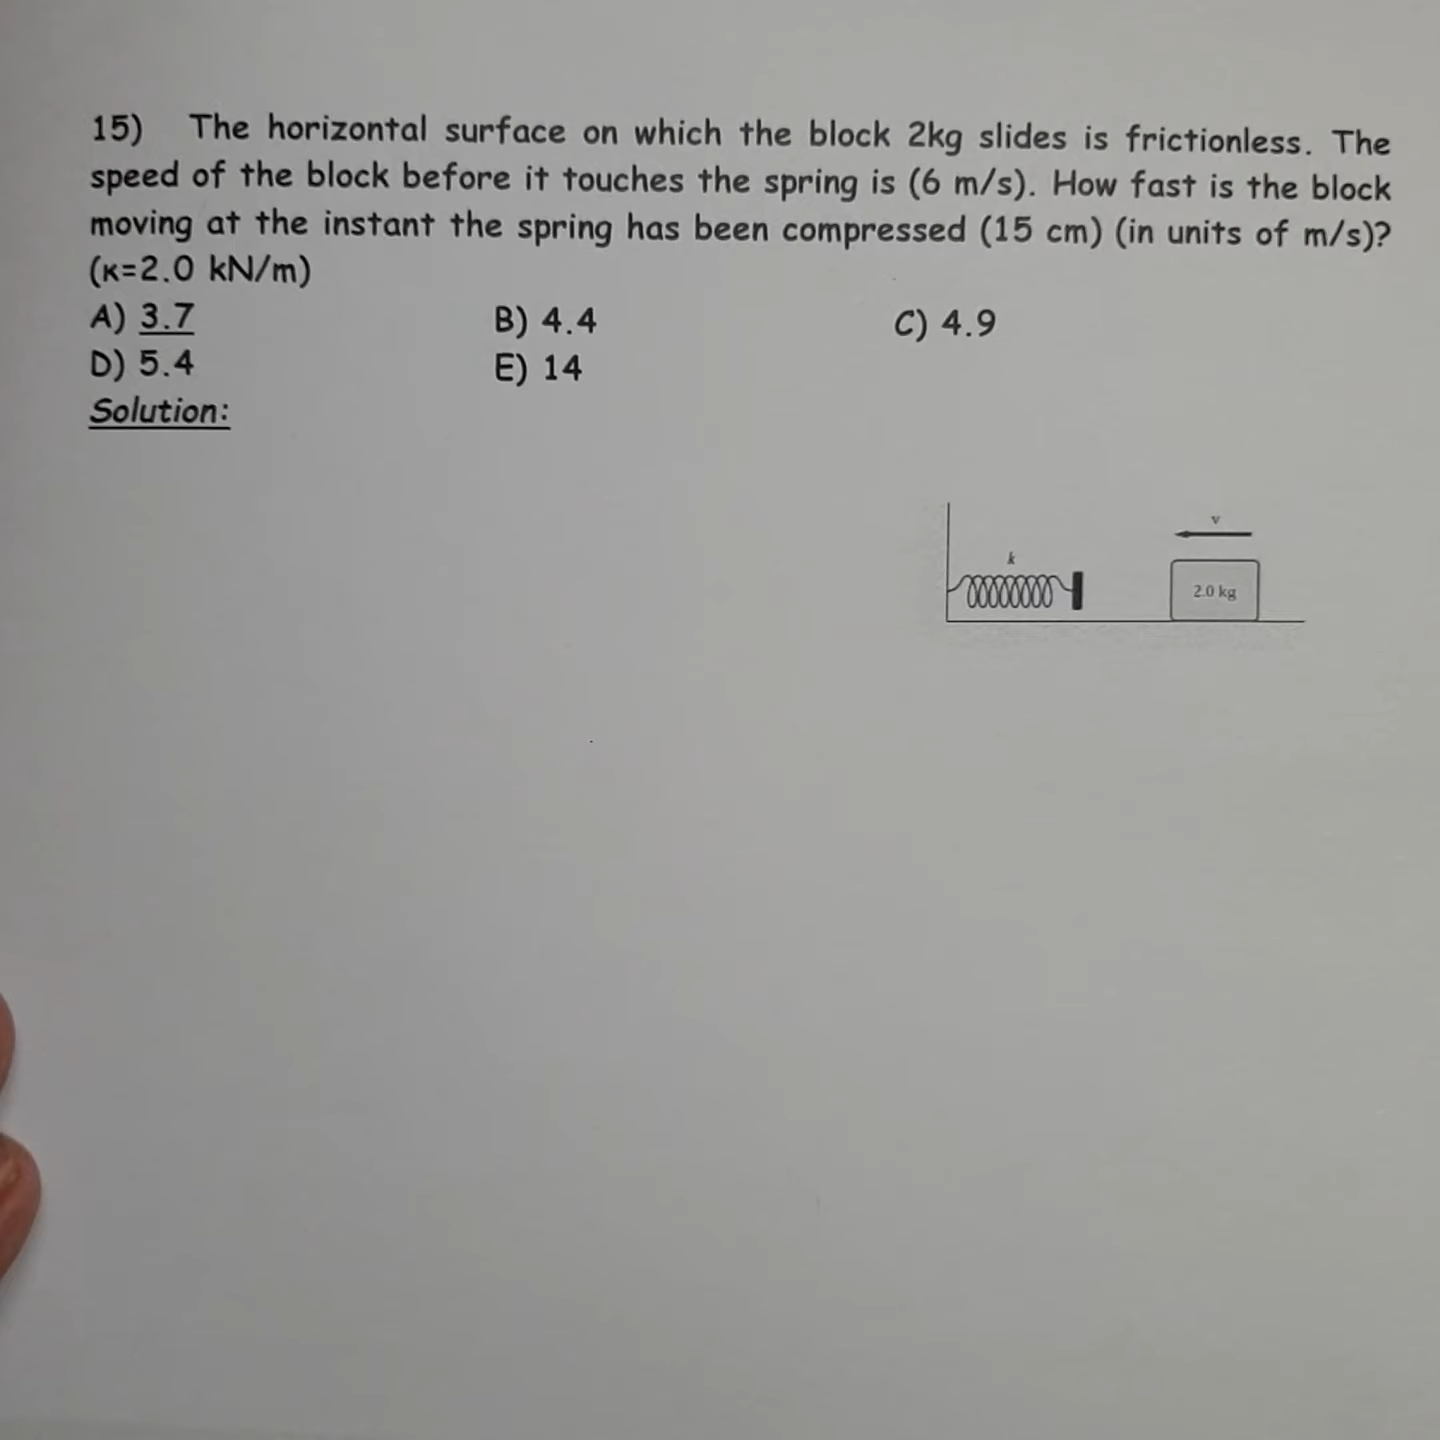 15) The horizontal surface on which the block 2kg slides is frictionless. The
speed of the block before it touches the spring is (6 m/s). How fast is the block
moving at the instant the spring has been compressed (15 cm) (in units of m/s)?
(κ=2.0 kN/m)
A) 3.7 B) 4.4 C) 4.9
D) 5.4 E) 14
Solution:
v
k
2.0 kg